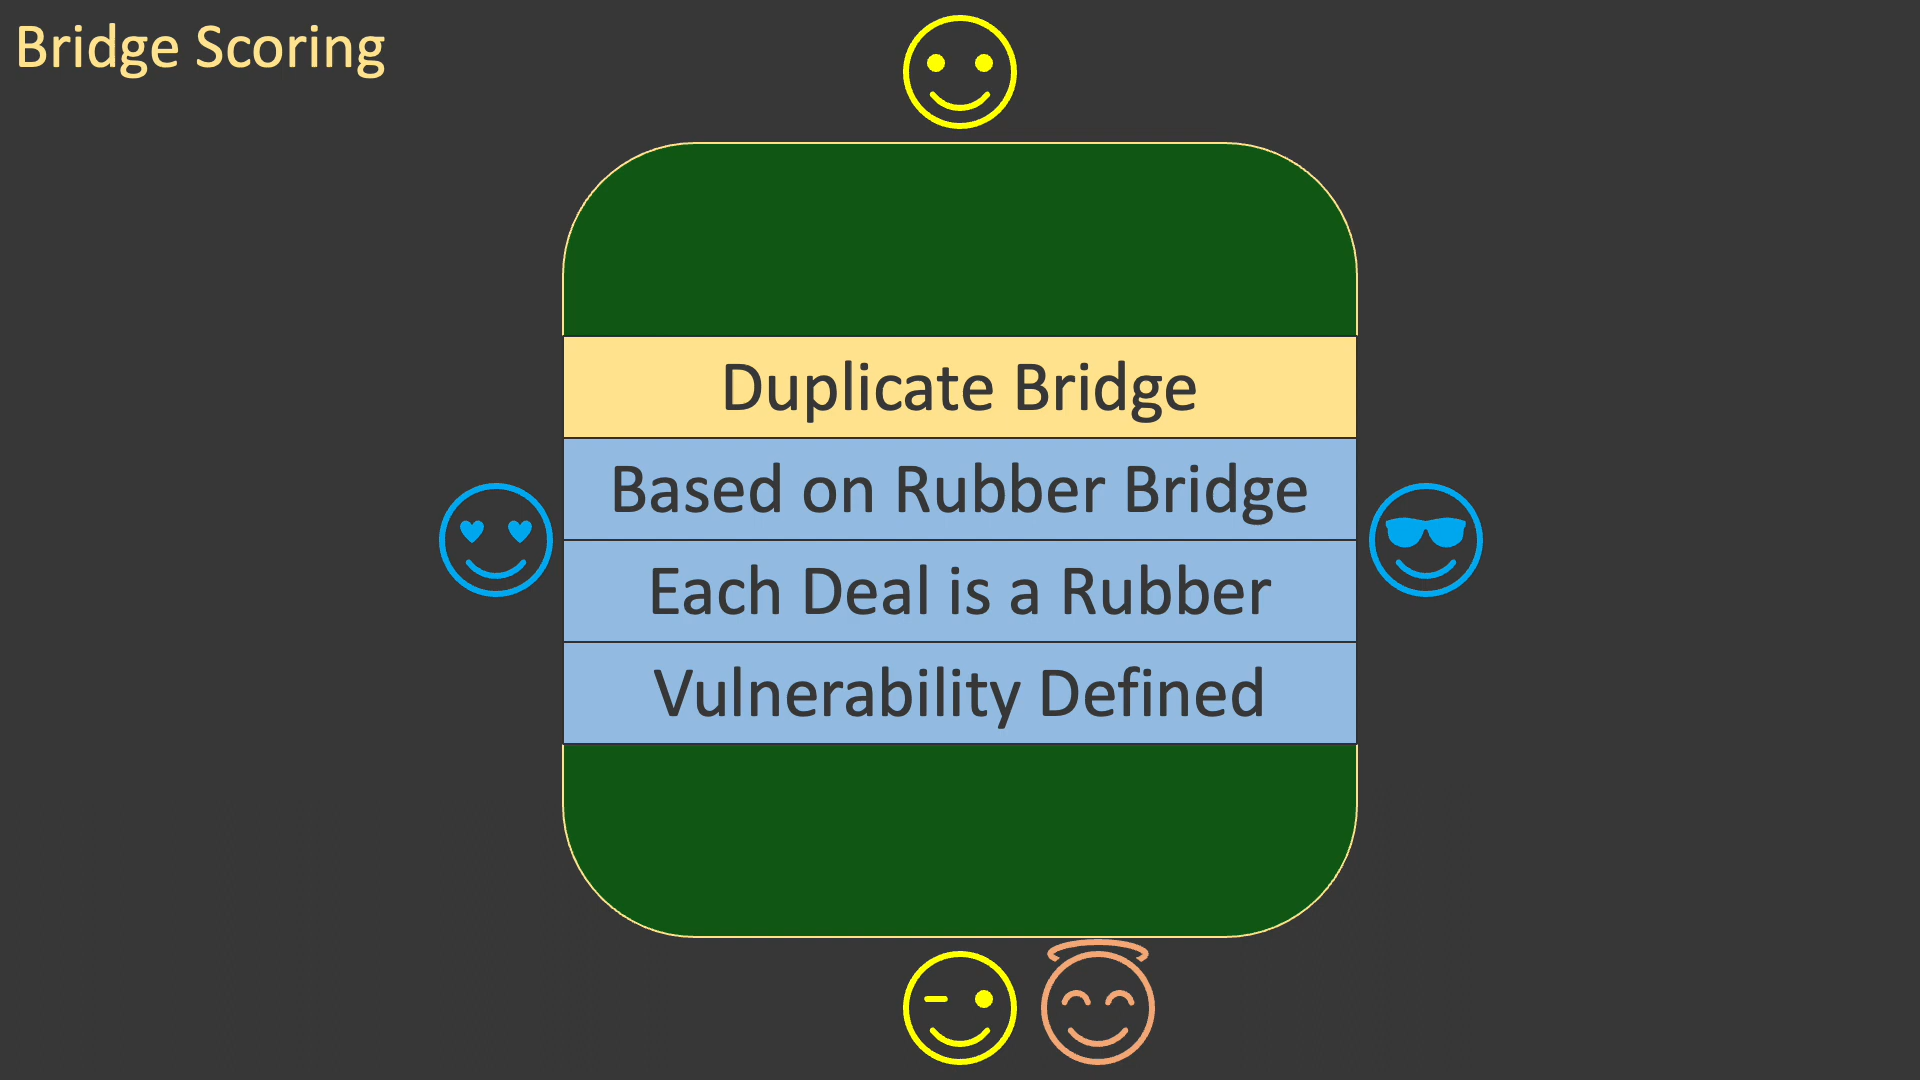 Bridge Scoring
Duplicate Bridge
Based on Rubber Bridge
Each Deal is a Rubber
Vulnerability Defined